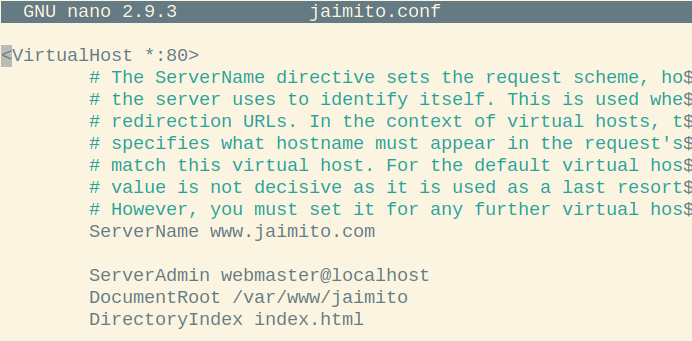 GNU nano 2.9.3 jaimito.conf
<VirtualHost *:80>
# The ServerName directive sets the request scheme, ho$
# the server uses to identify itself. This is used whe$
# redirection URLs. In the context of virtual hosts, t$
# specifies what hostname must appear in the request's$
# match this virtual host. For the default virtual hos$
# value is not decisive as it is used as a last resort$
# However, you must set it for any further virtual hos$
ServerName www.jaimito.com
ServerAdmin webmaster@localhost
DocumentRoot /var/www/jaimito
DirectoryIndex index.html